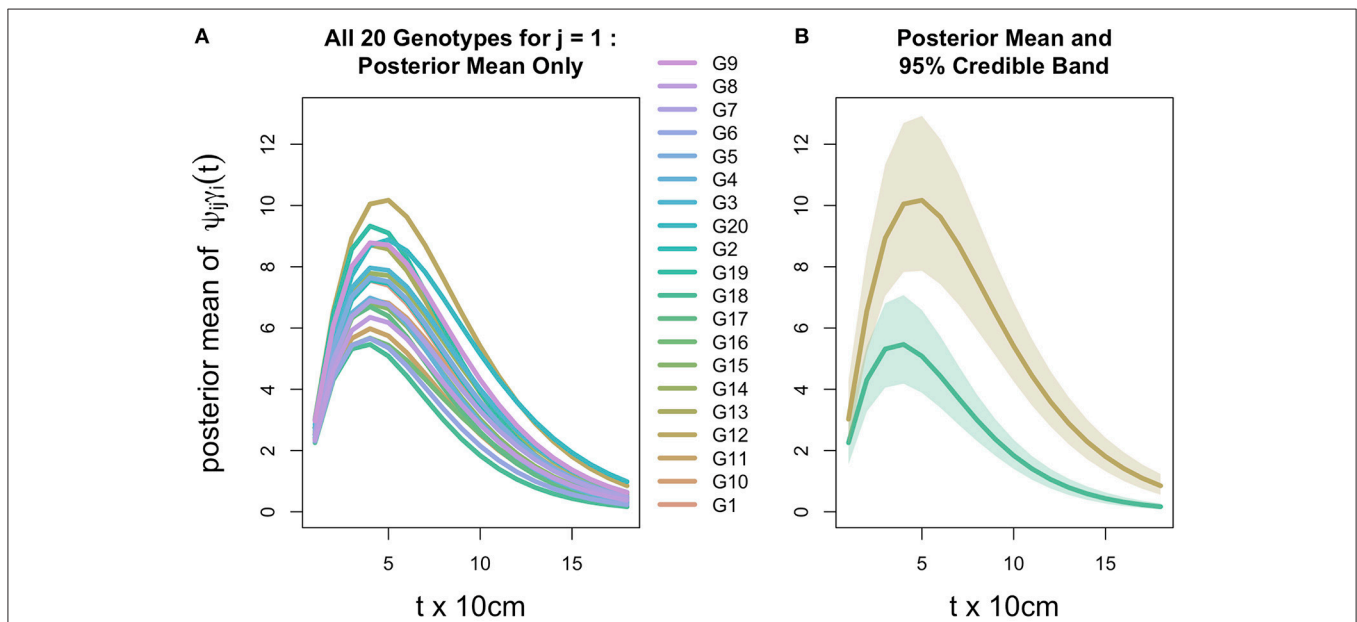 A
All 20 Genotypes for j = 1 :
Posterior Mean Only
posterior mean of ψijγi(t)
12
10
8
6
4
2
0
5
10
15
t x 10cm
G9
G8
G7
G6
G5
G4
G3
G20
G2
G19
G18
G17
G16
G15
G14
G13
G12
G11
G10
G1
B
Posterior Mean and
95% Credible Band
12
10
8
6
4
2
0
5
10
15
t x 10cm